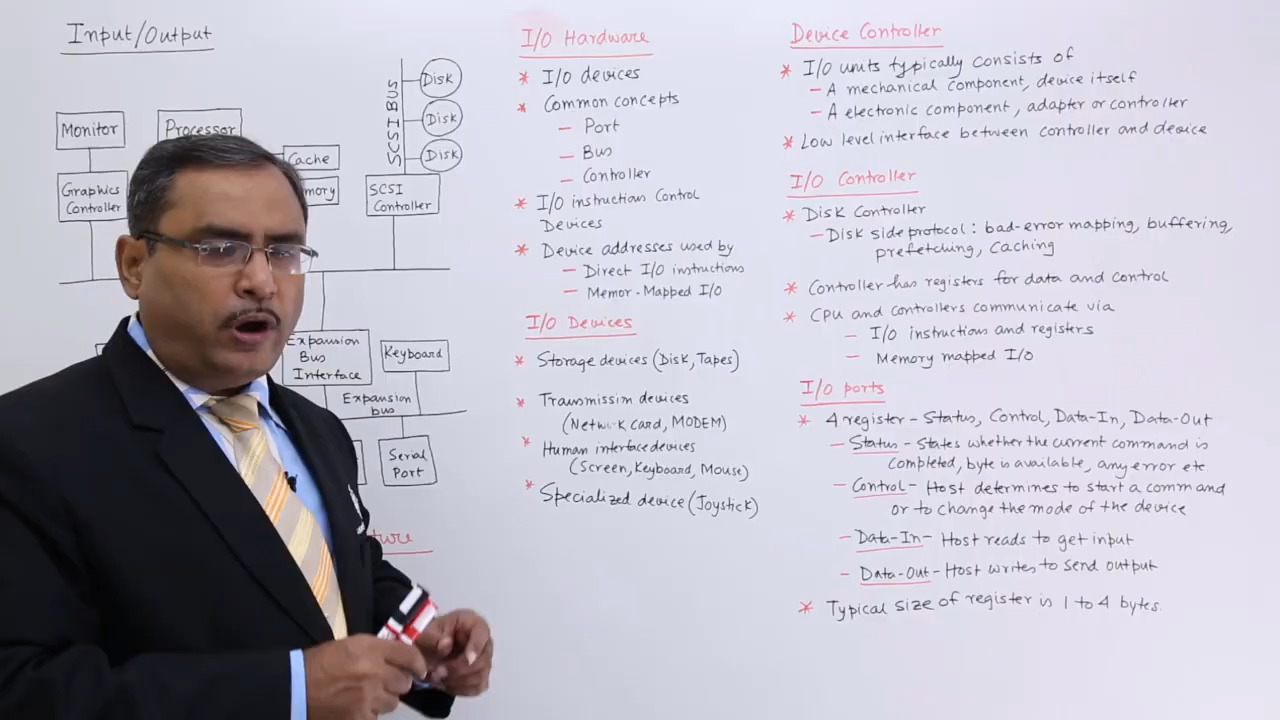 Input/Output
Monitor
Processor
Cache
mory
Graphics
Controller
SCSI BUS
Disk
Disk
Disk
SCSI
Controller
Expansion
Bus
Interface
Keyboard
Expansion
bus
Serial
Port
ture
I/O Hardware
* I/O devices
* Common concepts
– Port
– Bus
– Controller
* I/O instructions Control
Devices
* Device addresses used by
– Direct I/O instructions
– Memor-Mapped I/O
I/O Devices
* Storage devices (Disk, Tapes)
* Transmission devices
(Network card, MODEM)
* Human interface devices
(Screen, Keyboard, Mouse)
* Specialized device (Joystick)
Device Controller
* I/O units typically consists of
– A mechanical component, device itself
– A electronic component, adapter or controller
* Low level interface between controller and device
I/O Controller
* Disk Controller
– Disk side protocol : bad-error mapping, buffering,
prefetching, Caching
* Controller has registers for data and control
* CPU and controllers communicate via
– I/O instructions and registers
– Memory mapped I/O
I/O ports
* 4 register – Status, Control, Data-In, Data-Out
– Status – States whether the current command is
completed, byte is available, any error etc.
– Control – Host determines to start a command
or to change the mode of the device
– Data-In – Host reads to get input
– Data-Out – Host writes to send output
* Typical size of register is 1 to 4 bytes.